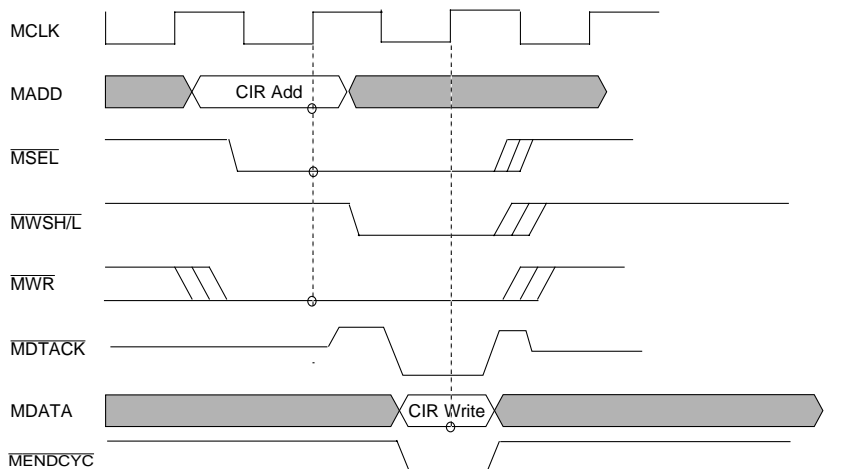 MCLK
MADD
CIR Add
MSEL
MWSH/L
MWR
MDTACK
MDATA
CIR Write
MENDCYC